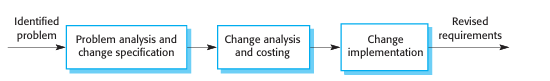 Identified
problem
Problem analysis and
change specification
Change analysis
and costing
Change
implementation
Revised
requirements